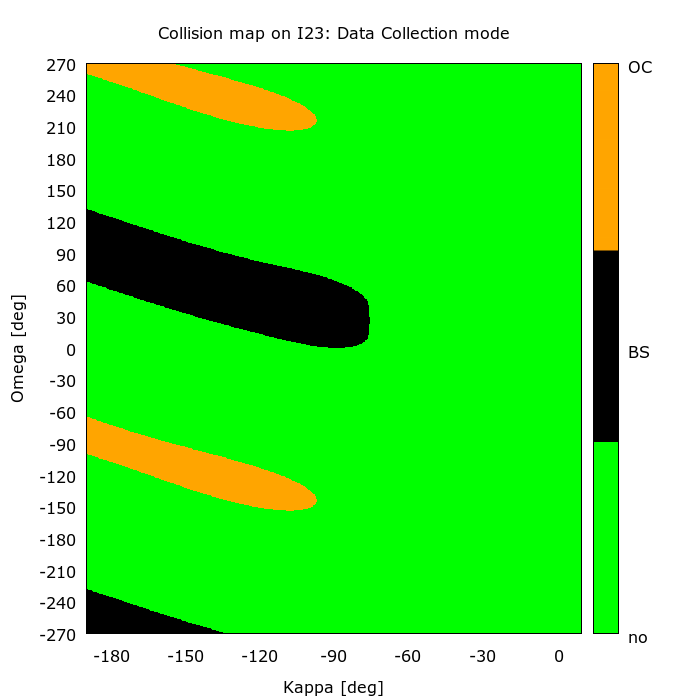 Collision map on I23: Data Collection mode
270
240
210
180
150
120
90
60
30
0
-30
-60
-90
-120
-150
-180
-210
-240
-270
Omega [deg]
-180 -150 -120 -90 -60 -30 0
Kappa [deg]
OC
BS
no